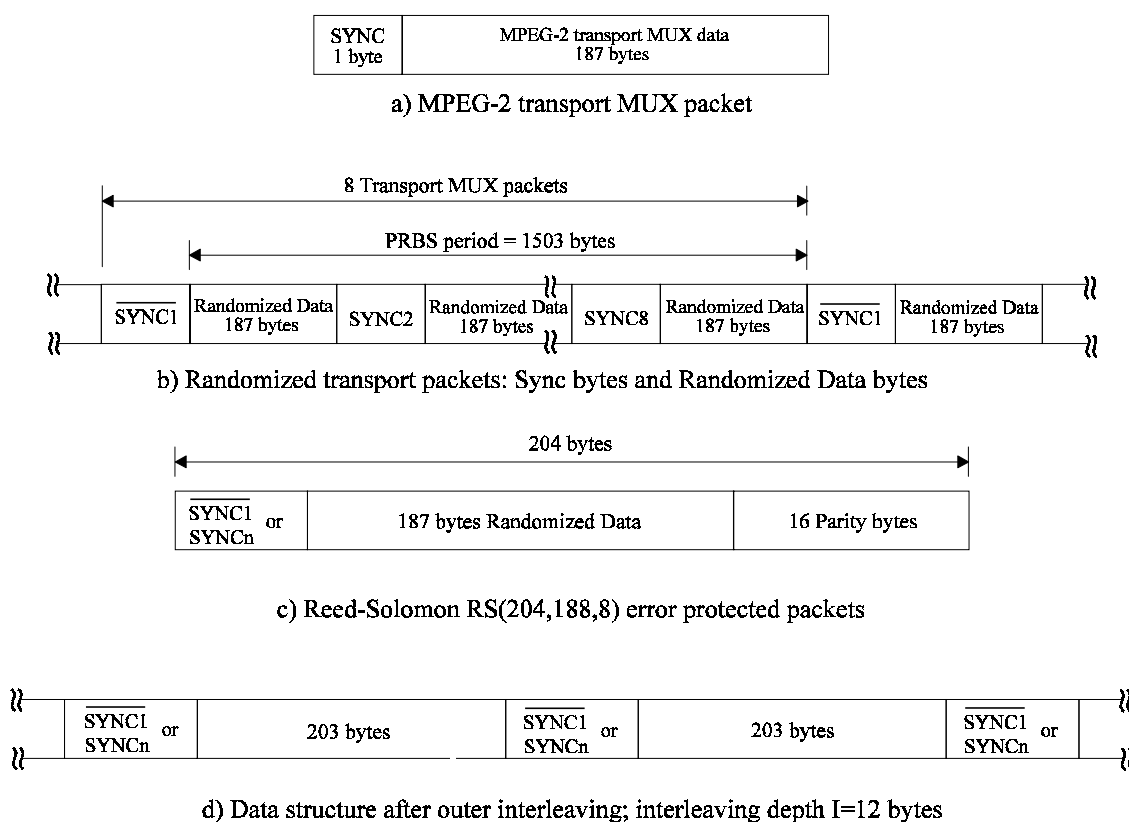 SYNC
1 byte
MPEG-2 transport MUX data
187 bytes
a) MPEG-2 transport MUX packet
8 Transport MUX packets
PRBS period = 1503 bytes
SYNC1
Randomized Data
187 bytes
SYNC2
Randomized Data
187 bytes
SYNC8
Randomized Data
187 bytes
SYNC1
Randomized Data
187 bytes
b) Randomized transport packets: Sync bytes and Randomized Data bytes
204 bytes
SYNC1 or
SYNCn
187 bytes Randomized Data
16 Parity bytes
c) Reed-Solomon RS(204,188,8) error protected packets
SYNC1 or
SYNCn
203 bytes
SYNC1 or
SYNCn
203 bytes
SYNC1 or
SYNCn
d) Data structure after outer interleaving; interleaving depth I=12 bytes